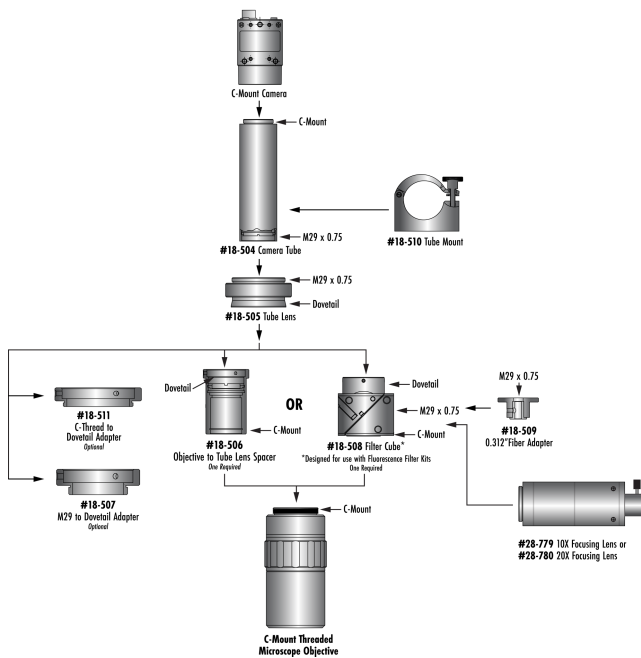 C-Mount Camera
C-Mount
M29 x 0.75
#18-504 Camera Tube
#18-510 Tube Mount
M29 x 0.75
Dovetail
#18-505 Tube Lens
#18-511
C-Thread to
Dovetail Adapter
Optional
#18-507
M29 to Dovetail Adapter
Optional
Dovetail
C-Mount
#18-506
Objective to Tube Lens Spacer
One Required
OR
Dovetail
M29 x 0.75
C-Mount
#18-508 Filter Cube*
*Designed for use with Fluorescence Filter Kits
One Required
M29 x 0.75
#18-509
0.312"Fiber Adapter
#28-779 10X Focusing Lens or
#28-780 20X Focusing Lens
C-Mount
C-Mount Threaded
Microscope Objective